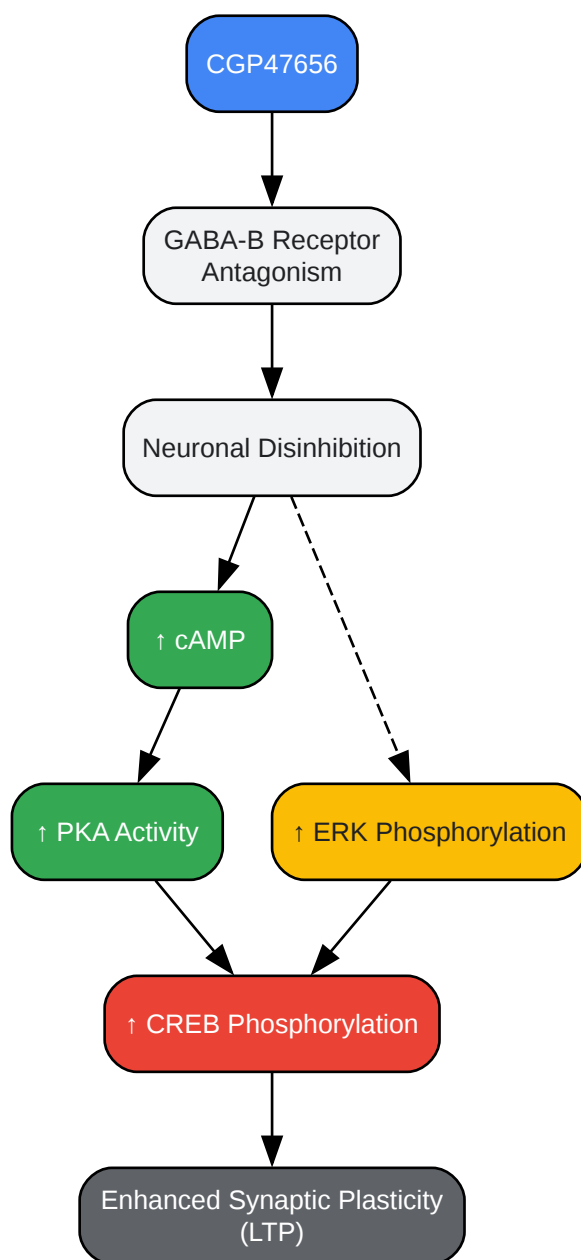 CGP47656
GABA-B Receptor
Antagonism
Neuronal Disinhibition
↑ cAMP
↑ PKA Activity
↑ ERK Phosphorylation
↑ CREB Phosphorylation
Enhanced Synaptic Plasticity
(LTP)